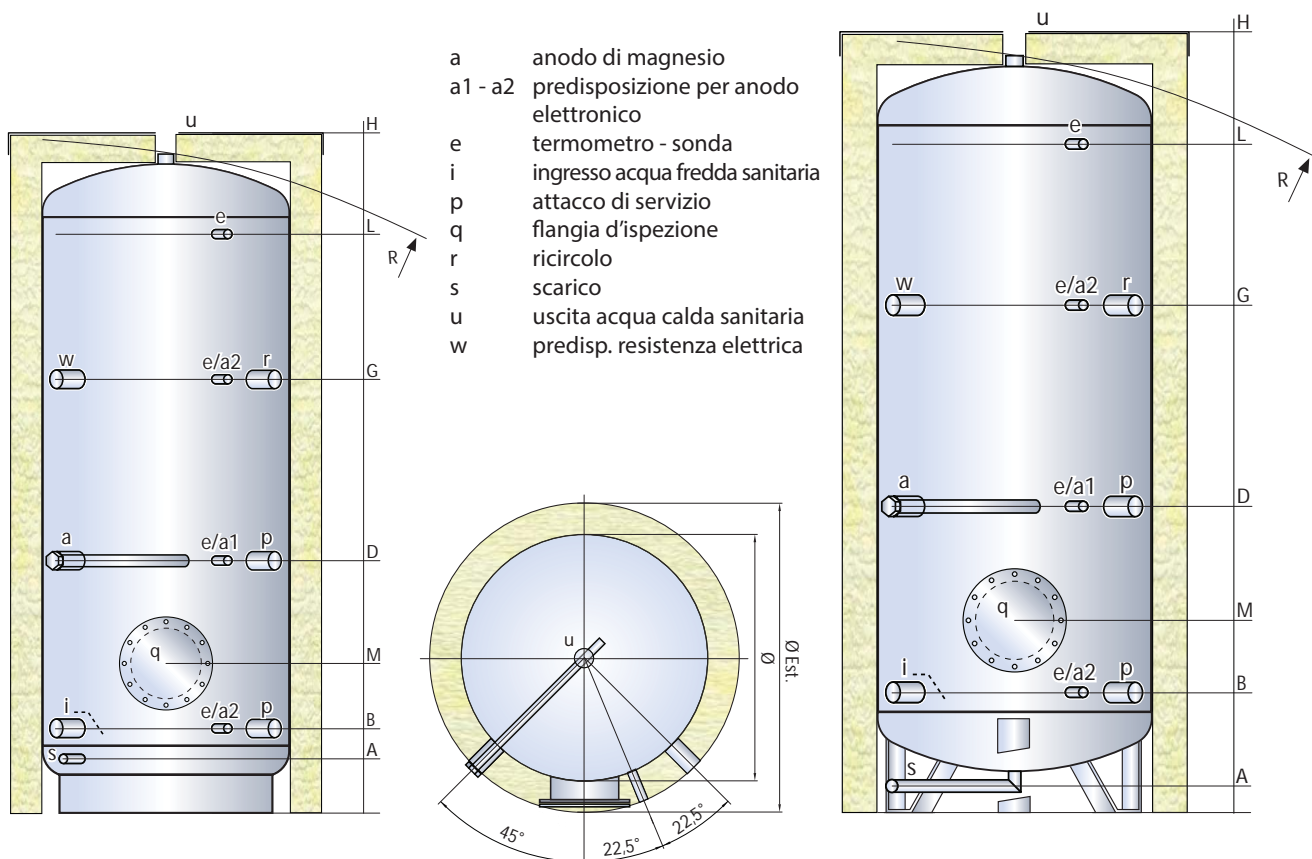 u
H
e
L
R
w
e/a2
r
G
a
e/a1
p
D
q
M
i
e/a2
p
B
s
A
a anodo di magnesio
a1 - a2 predisposizione per anodo
elettronico
e termometro - sonda
i ingresso acqua fredda sanitaria
p attacco di servizio
q flangia d'ispezione
r ricircolo
s scarico
u uscita acqua calda sanitaria
w predisp. resistenza elettrica
u
Ø
Ø Est.
45°
22,5°
22,5°
u
H
e
L
R
w
e/a2
r
G
a
e/a1
p
D
q
M
i
e/a2
p
B
s
A